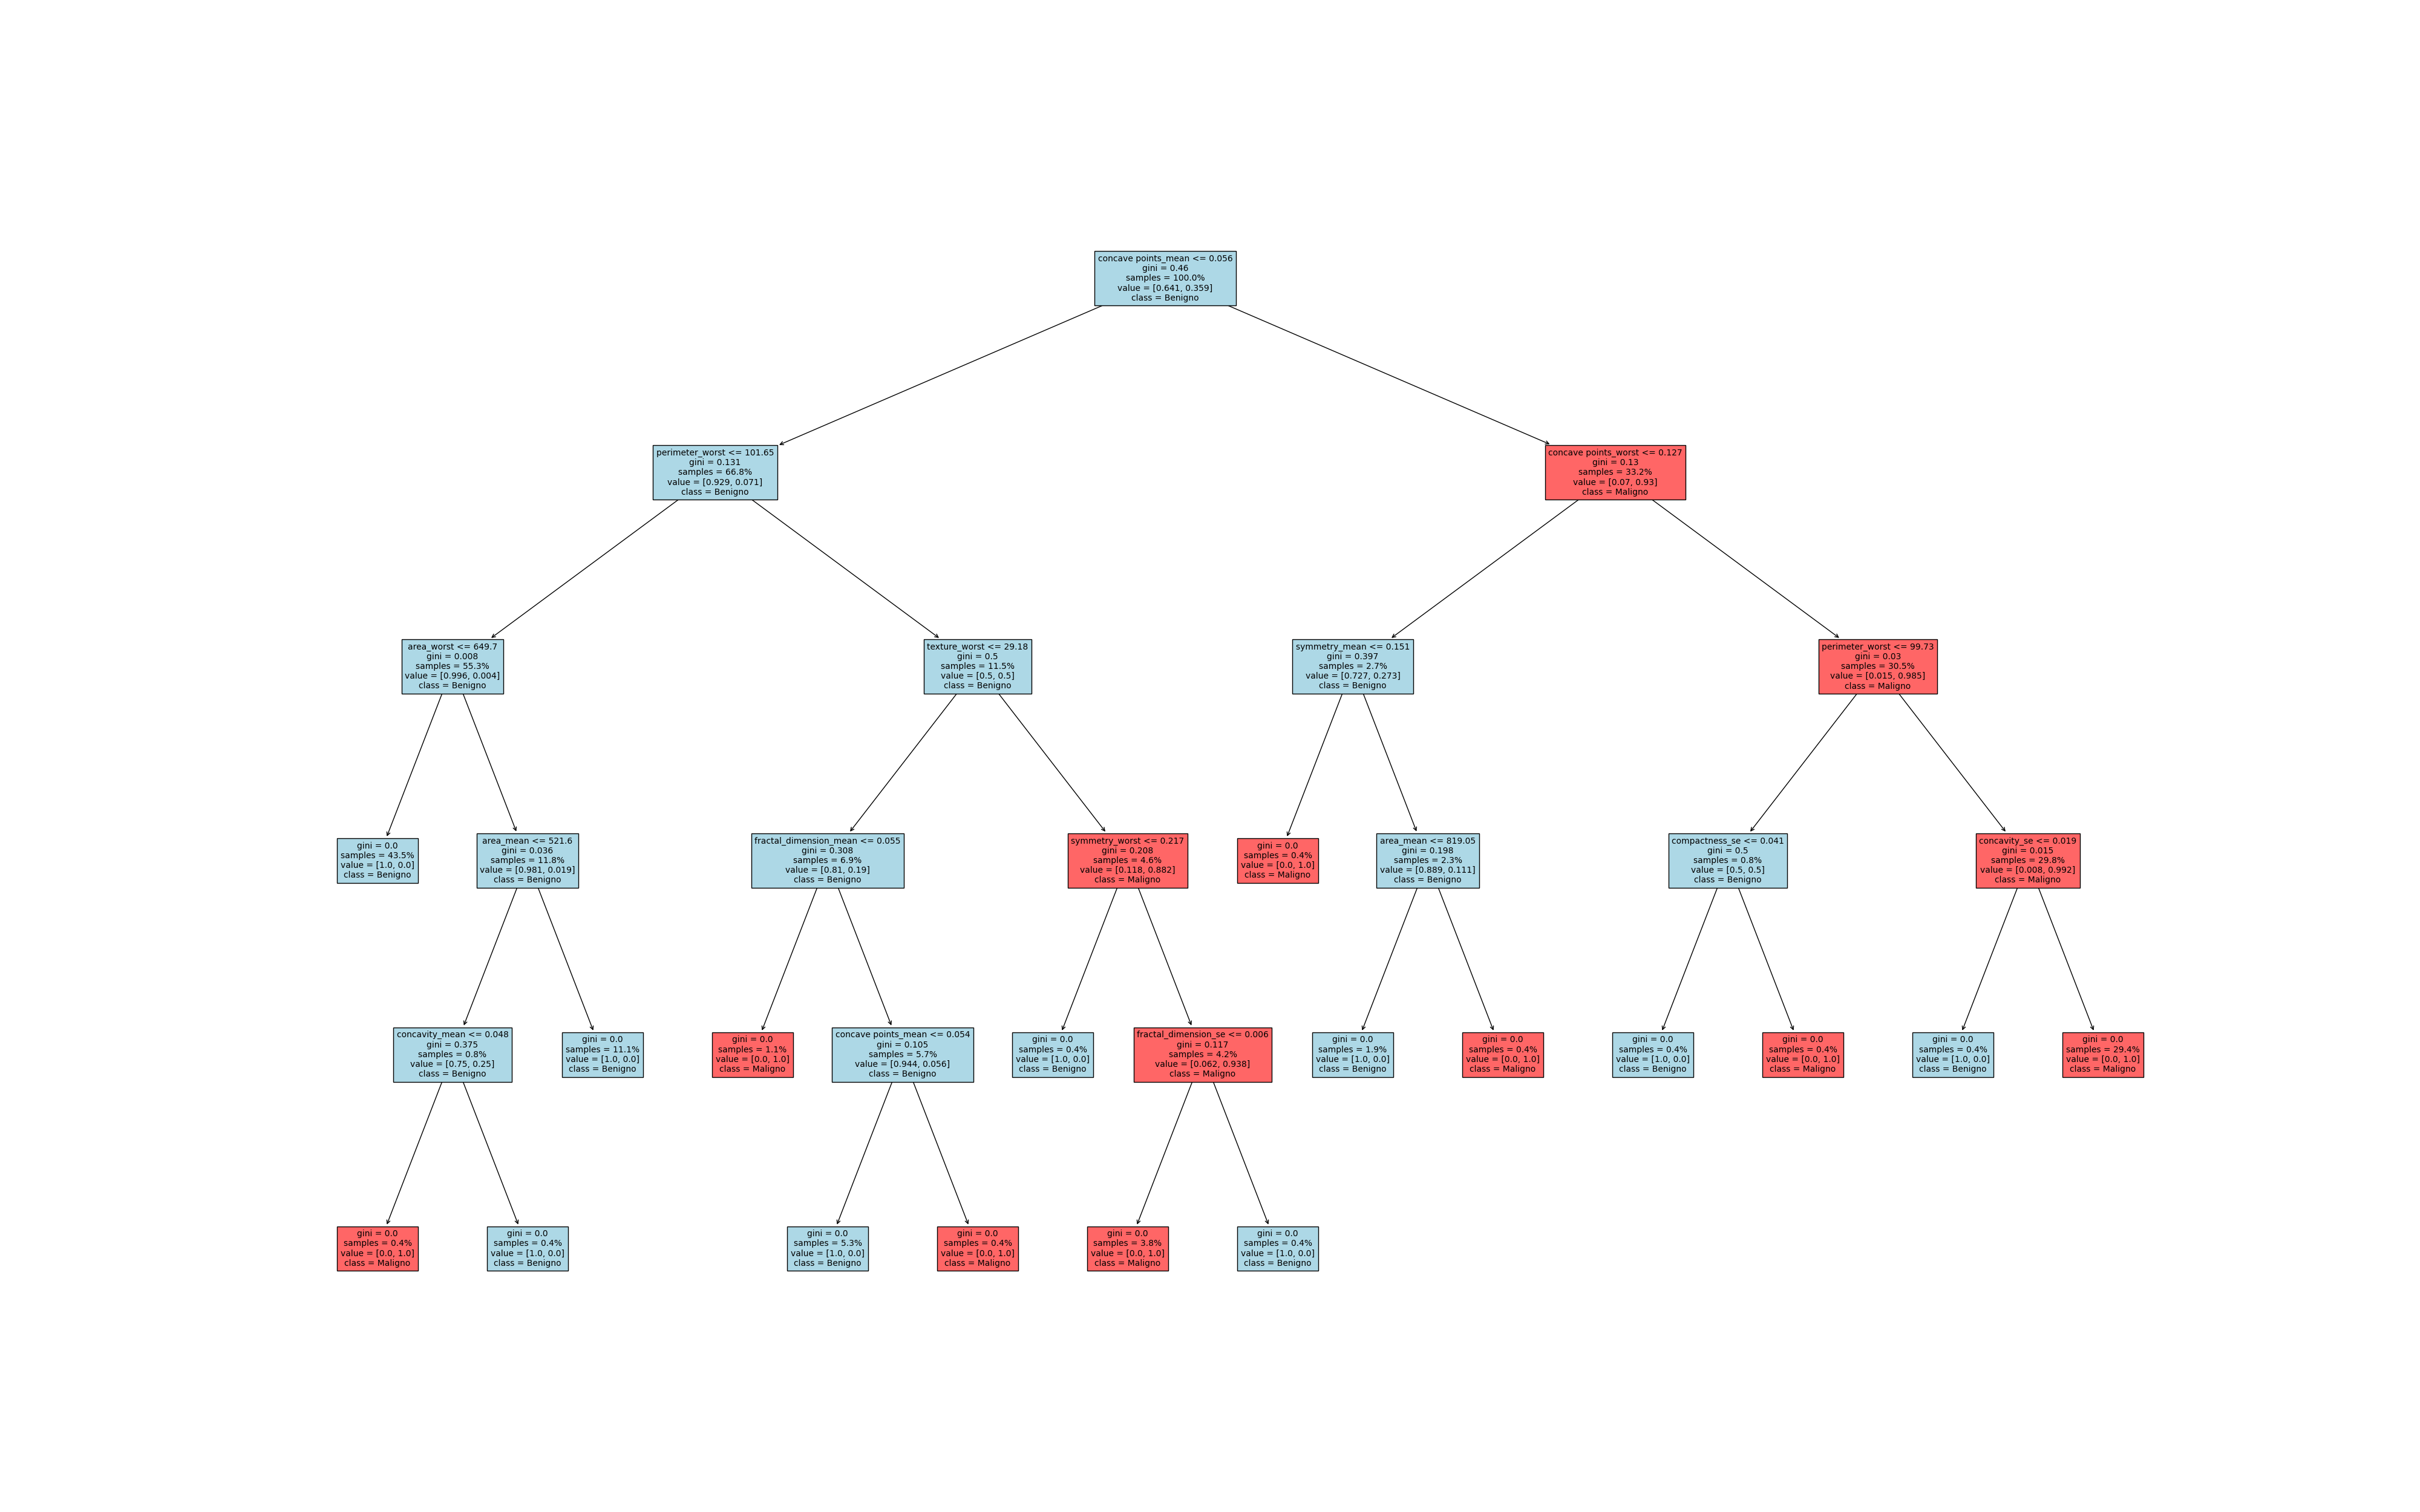 concave points_mean <= 0.056
gini = 0.46
samples = 100.0%
value = [0.641, 0.359]
class = Benigno
perimeter_worst <= 101.65
gini = 0.131
samples = 66.8%
value = [0.929, 0.071]
class = Benigno
concave points_worst <= 0.127
gini = 0.13
samples = 33.2%
value = [0.07, 0.93]
class = Maligno
area_worst <= 649.7
gini = 0.008
samples = 55.3%
value = [0.996, 0.004]
class = Benigno
texture_worst <= 29.18
gini = 0.5
samples = 11.5%
value = [0.5, 0.5]
class = Benigno
symmetry_mean <= 0.151
gini = 0.397
samples = 2.7%
value = [0.727, 0.273]
class = Benigno
perimeter_worst <= 99.73
gini = 0.03
samples = 30.5%
value = [0.015, 0.985]
class = Maligno
gini = 0.0
samples = 43.5%
value = [1.0, 0.0]
class = Benigno
area_mean <= 521.6
gini = 0.036
samples = 11.8%
value = [0.981, 0.019]
class = Benigno
fractal_dimension_mean <= 0.055
gini = 0.308
samples = 6.9%
value = [0.81, 0.19]
class = Benigno
symmetry_worst <= 0.217
gini = 0.208
samples = 4.6%
value = [0.118, 0.882]
class = Maligno
gini = 0.0
samples = 0.4%
value = [0.0, 1.0]
class = Maligno
area_mean <= 819.05
gini = 0.198
samples = 2.3%
value = [0.889, 0.111]
class = Benigno
compactness_se <= 0.041
gini = 0.5
samples = 0.8%
value = [0.5, 0.5]
class = Benigno
concavity_se <= 0.019
gini = 0.015
samples = 29.8%
value = [0.008, 0.992]
class = Maligno
concavity_mean <= 0.048
gini = 0.375
samples = 0.8%
value = [0.75, 0.25]
class = Benigno
gini = 0.0
samples = 11.1%
value = [1.0, 0.0]
class = Benigno
gini = 0.0
samples = 1.1%
value = [0.0, 1.0]
class = Maligno
concave points_mean <= 0.054
gini = 0.105
samples = 5.7%
value = [0.944, 0.056]
class = Benigno
gini = 0.0
samples = 0.4%
value = [1.0, 0.0]
class = Benigno
fractal_dimension_se <= 0.006
gini = 0.117
samples = 4.2%
value = [0.062, 0.938]
class = Maligno
gini = 0.0
samples = 1.9%
value = [1.0, 0.0]
class = Benigno
gini = 0.0
samples = 0.4%
value = [0.0, 1.0]
class = Maligno
gini = 0.0
samples = 0.4%
value = [1.0, 0.0]
class = Benigno
gini = 0.0
samples = 0.4%
value = [0.0, 1.0]
class = Maligno
gini = 0.0
samples = 0.4%
value = [1.0, 0.0]
class = Benigno
gini = 0.0
samples = 29.4%
value = [0.0, 1.0]
class = Maligno
gini = 0.0
samples = 0.4%
value = [0.0, 1.0]
class = Maligno
gini = 0.0
samples = 0.4%
value = [1.0, 0.0]
class = Benigno
gini = 0.0
samples = 5.3%
value = [1.0, 0.0]
class = Benigno
gini = 0.0
samples = 0.4%
value = [0.0, 1.0]
class = Maligno
gini = 0.0
samples = 3.8%
value = [0.0, 1.0]
class = Maligno
gini = 0.0
samples = 0.4%
value = [1.0, 0.0]
class = Benigno